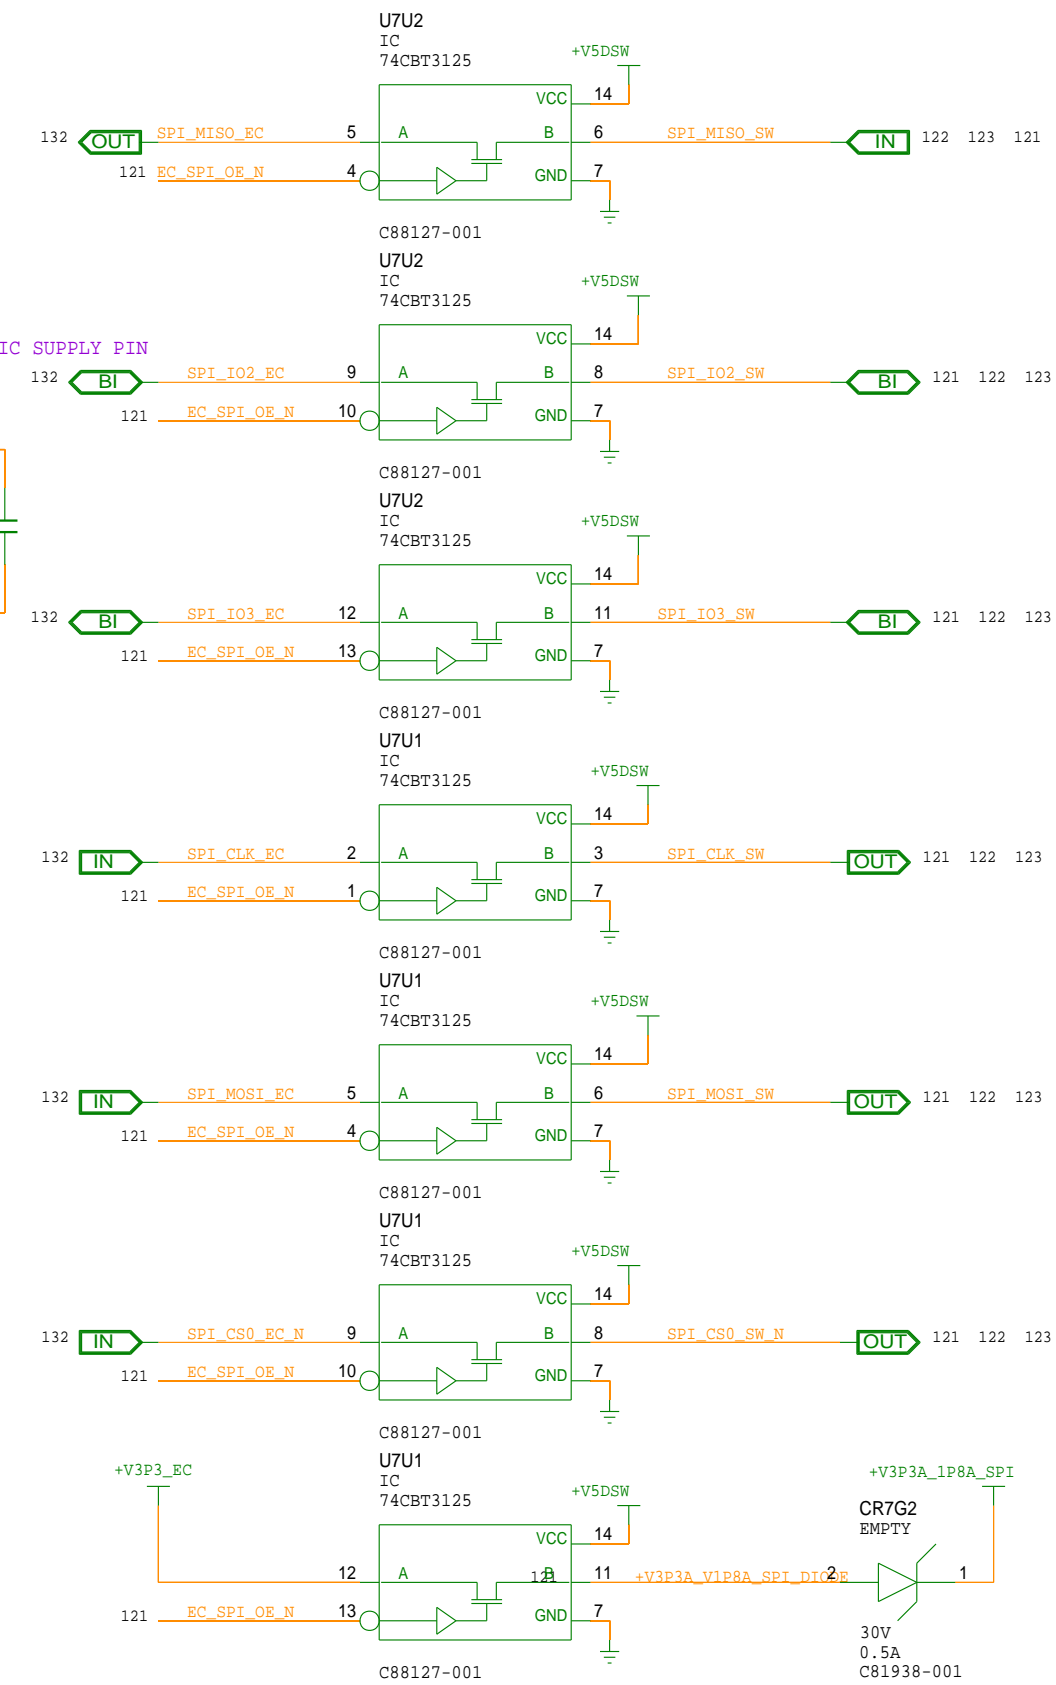 U7U2
IC
74CBT3125
+V5DSW
VCC 14
132 OUT SPI_MISO_EC 5 A B 6 SPI_MISO_SW IN 122 123 121
121 EC_SPI_OE_N 4 GND 7
C88127-001
U7U2
IC
74CBT3125
+V5DSW
VCC 14
IC SUPPLY PIN
132 BI SPI_IO2_EC 9 A B 8 SPI_IO2_SW BI 121 122 123
121 EC_SPI_OE_N 10 GND 7
C88127-001
U7U2
IC
74CBT3125
+V5DSW
VCC 14
132 BI SPI_IO3_EC 12 A B 11 SPI_IO3_SW BI 121 122 123
121 EC_SPI_OE_N 13 GND 7
C88127-001
U7U1
IC
74CBT3125
+V5DSW
VCC 14
132 IN SPI_CLK_EC 2 A B 3 SPI_CLK_SW OUT 121 122 123
121 EC_SPI_OE_N 1 GND 7
C88127-001
U7U1
IC
74CBT3125
+V5DSW
VCC 14
132 IN SPI_MOSI_EC 5 A B 6 SPI_MOSI_SW OUT 121 122 123
121 EC_SPI_OE_N 4 GND 7
C88127-001
U7U1
IC
74CBT3125
+V5DSW
VCC 14
132 IN SPI_CS0_EC_N 9 A B 8 SPI_CS0_SW_N OUT 121 122 123
121 EC_SPI_OE_N 10 GND 7
C88127-001
U7U1
IC
74CBT3125
+V3P3_EC
+V5DSW
+V3P3A_1P8A_SPI
CR7G2
EMPTY
VCC 14
12 A 121 B 11 +V3P3A_V1P8A_SPI_DIODE 2 1
121 EC_SPI_OE_N 13 GND 7
30V
0.5A
C81938-001
C88127-001